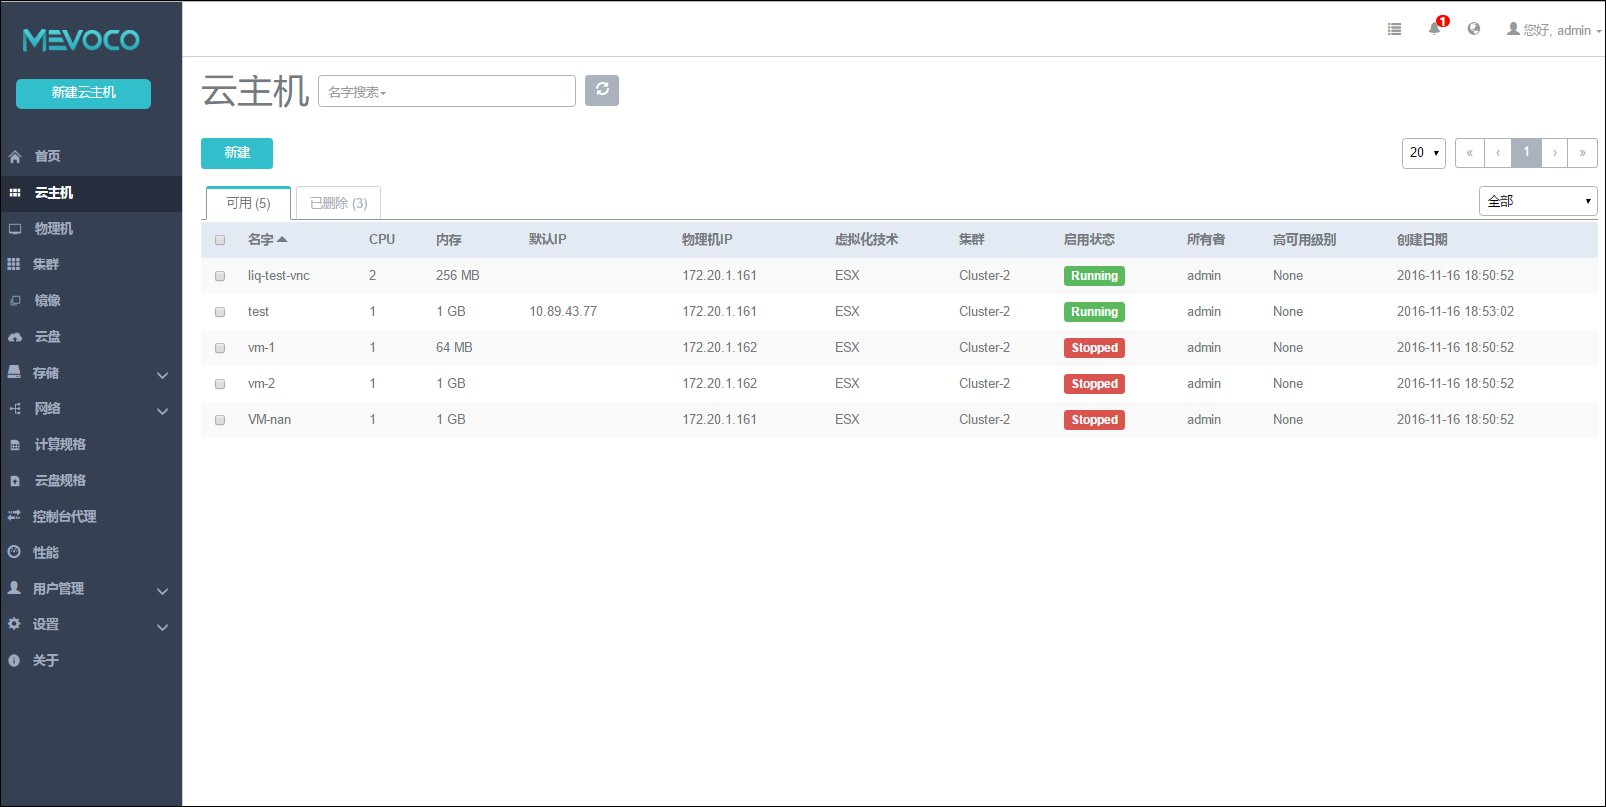 MEVOCO
新建云主机
首页
云主机
物理机
集群
镜像
云盘
存储
网络
计算规格
云盘规格
控制台代理
性能
用户管理
设置
关于
1
您好, admin
云主机 名字搜索
新建
20 « ‹ 1 › »
可用 (5) 已删除 (3) 全部
名字 CPU 内存 默认IP 物理机IP 虚拟化技术 集群 启用状态 所有者 高可用级别 创建日期
liq-test-vnc 2 256 MB 172.20.1.161 ESX Cluster-2 Running admin None 2016-11-16 18:50:52
test 1 1 GB 10.89.43.77 172.20.1.161 ESX Cluster-2 Running admin None 2016-11-16 18:53:02
vm-1 1 64 MB 172.20.1.162 ESX Cluster-2 Stopped admin None 2016-11-16 18:50:52
vm-2 1 1 GB 172.20.1.162 ESX Cluster-2 Stopped admin None 2016-11-16 18:50:52
VM-nan 1 1 GB 172.20.1.161 ESX Cluster-2 Stopped admin None 2016-11-16 18:50:52